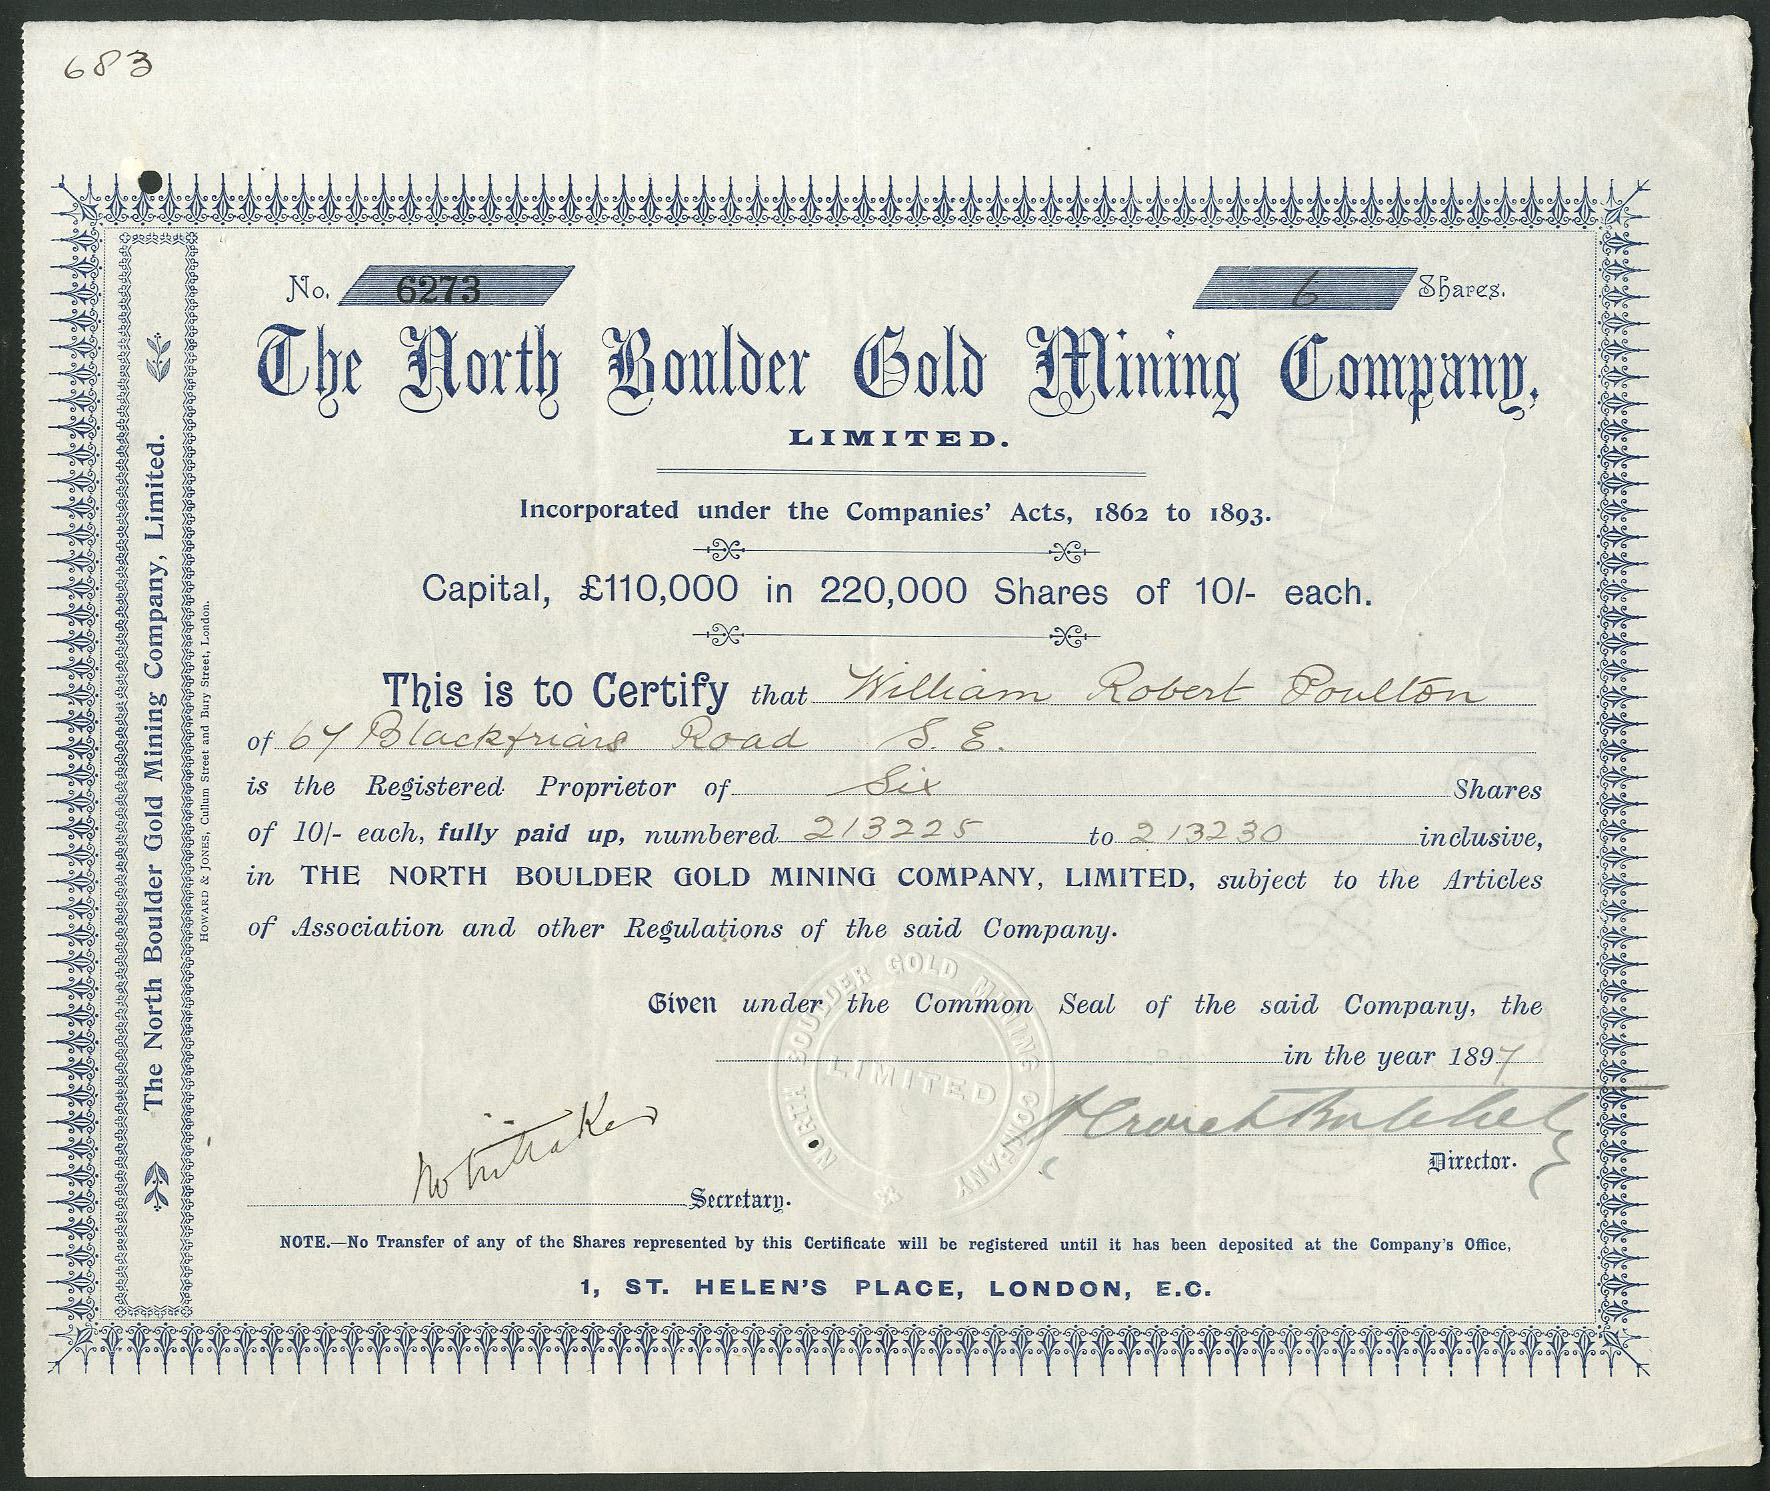 683
No. 6273 6 Shares.
The North Boulder Gold Mining Company,
LIMITED.
Incorporated under the Companies' Acts, 1862 to 1893.
Capital, £110,000 in 220,000 Shares of 10/- each.
This is to Certify that William Robert Poulton
of 67 Blackfriars Road S. E.
is the Registered Proprietor of Six Shares
of 10/- each, fully paid up, numbered 213225 to 213230 inclusive,
in THE NORTH BOULDER GOLD MINING COMPANY, LIMITED, subject to the Articles
of Association and other Regulations of the said Company.
Given under the Common Seal of the said Company, the
in the year 1897
NORTH BOULDER GOLD MINING COMPANY
LIMITED
Director.
Whittaker
Secretary.
NOTE.—No Transfer of any of the Shares represented by this Certificate will be registered until it has been deposited at the Company's Office,
1, ST. HELEN'S PLACE, LONDON, E.C.
The North Boulder Gold Mining Company, Limited.
HOWARD & JONES, Cullum Street and Bury Street, London.